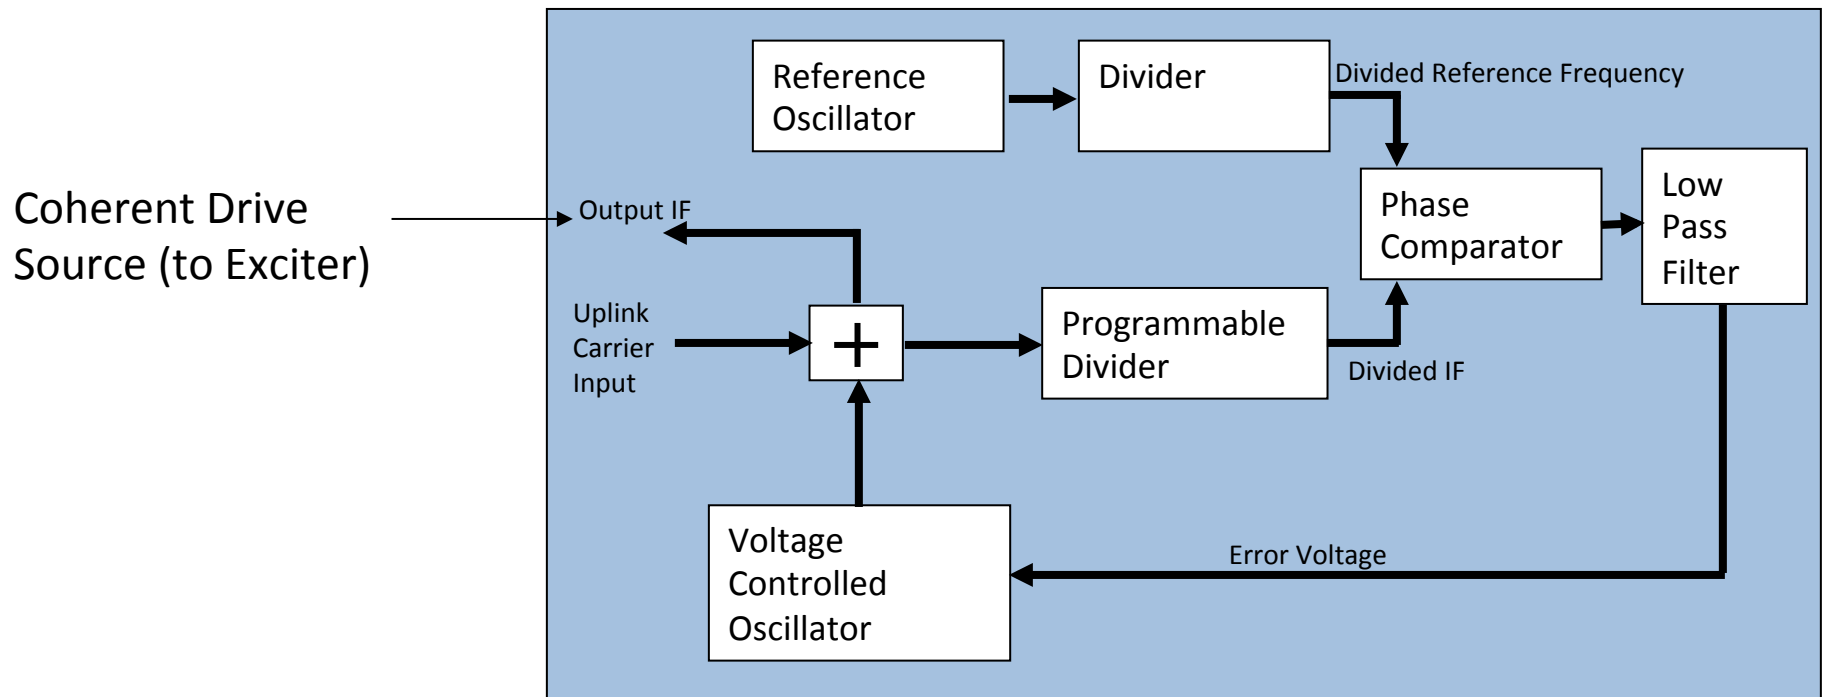 Reference
Oscillator
Divider
Divided Reference Frequency
Coherent Drive
Source (to Exciter)
Output IF
Phase
Comparator
Low
Pass
Filter
Uplink
Carrier
Input
+
Programmable
Divider
Divided IF
Voltage
Controlled
Oscillator
Error Voltage